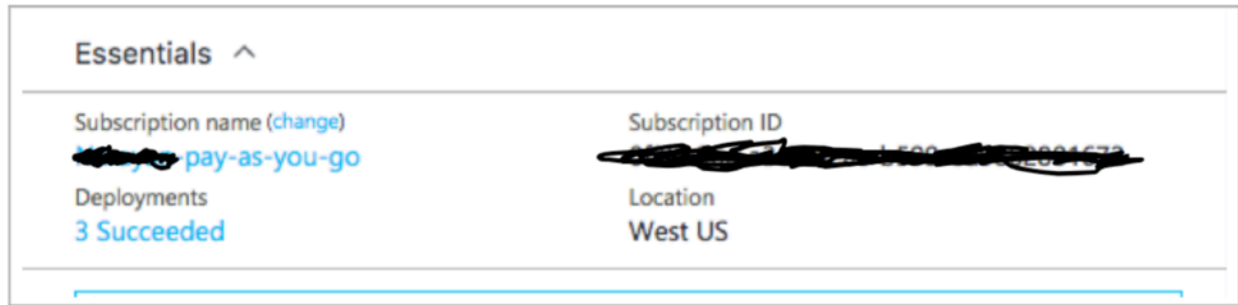 Essentials
Subscription name (change)
Subscription ID
pay-as-you-go
Deployments
Location
3 Succeeded
West US